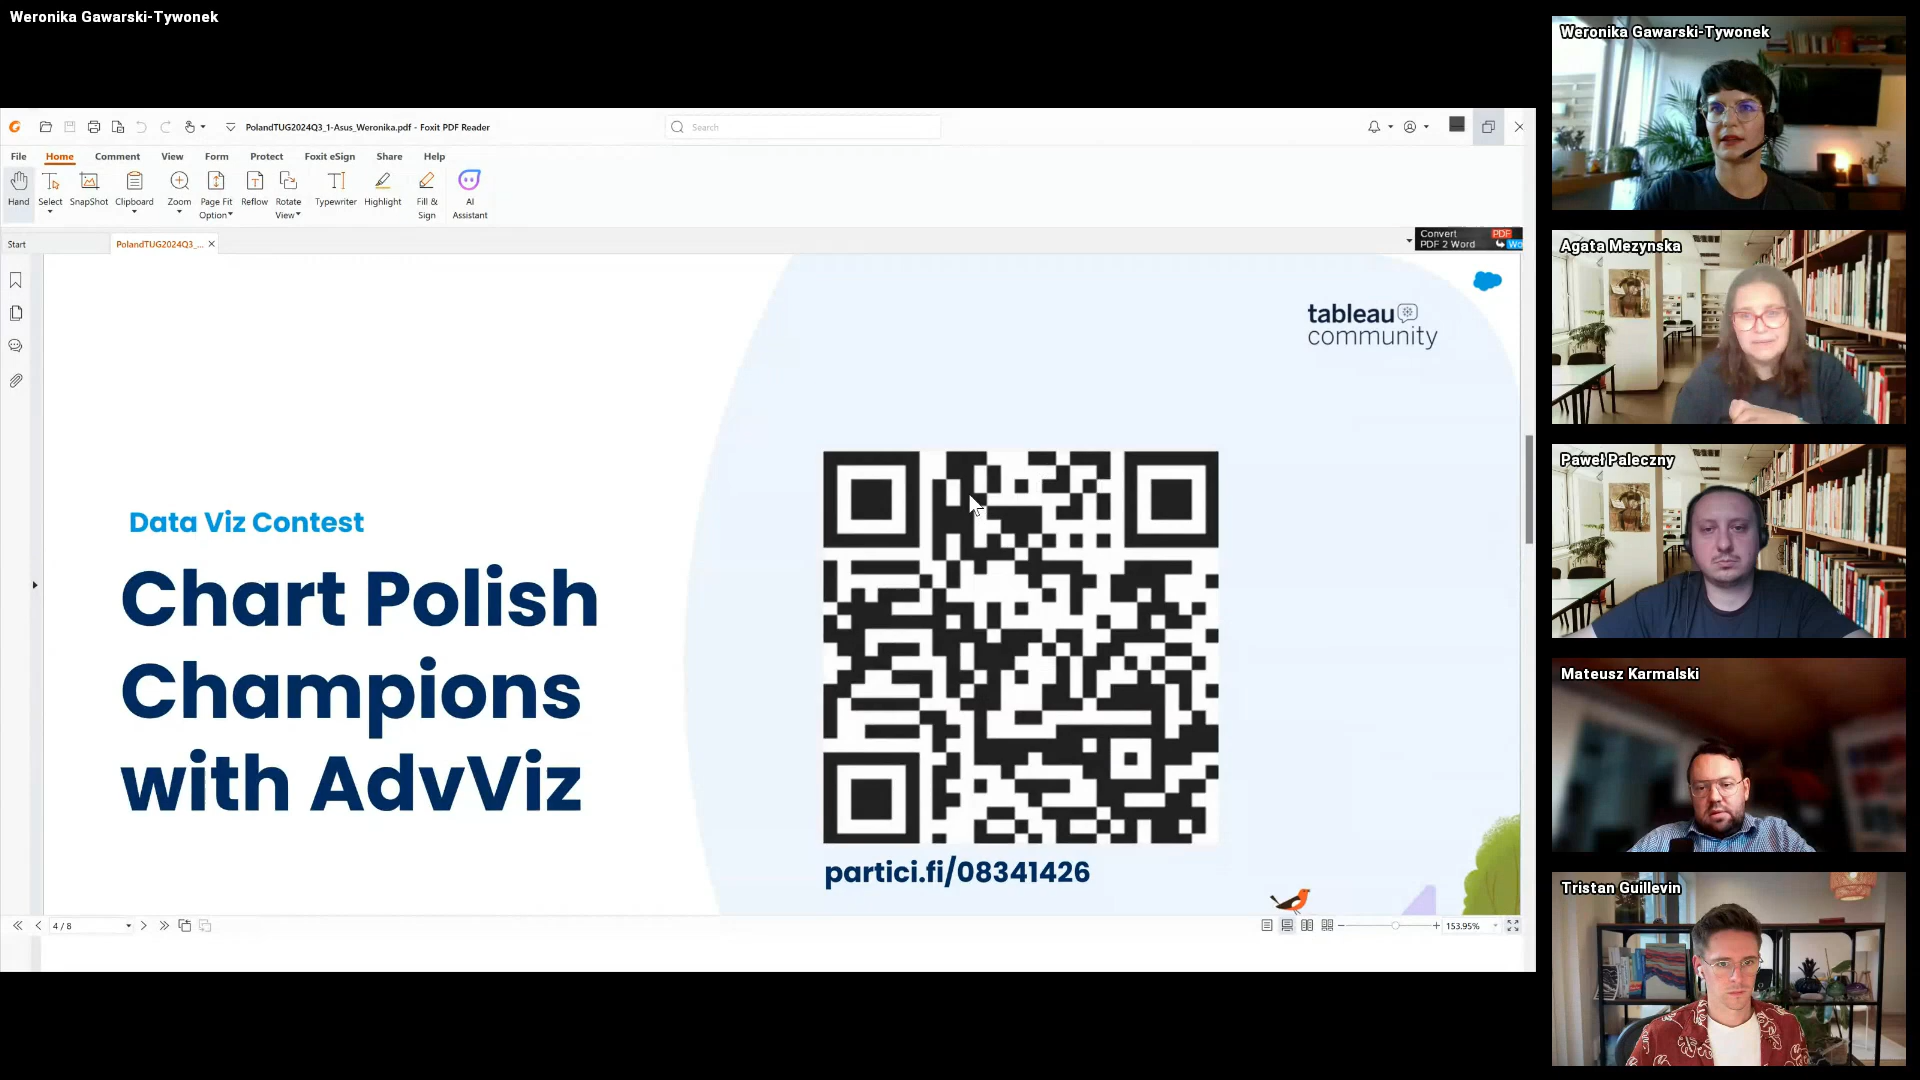 Weronika Gawarski-Tywonek
PolandTUG2024Q3_1-Asus_Weronika.pdf - Foxit PDF Reader
Search
File Home Comment View Form Protect Foxit eSign Share Help
Hand Select SnapShot Clipboard Zoom Page Fit Option Reflow Rotate View Typewriter Highlight Fill & Sign AI Assistant
Start
PolandTUG2024Q3_...
Convert PDF
PDF 2 Word
tableau
community
Data Viz Contest
Chart Polish
Champions
with AdvViz
partici.fi/08341426
4 / 8
153.95%
Weronika Gawarski-Tywonek
Agata Mezynska
Paweł Paleczny
Mateusz Karmalski
Tristan Guillevin